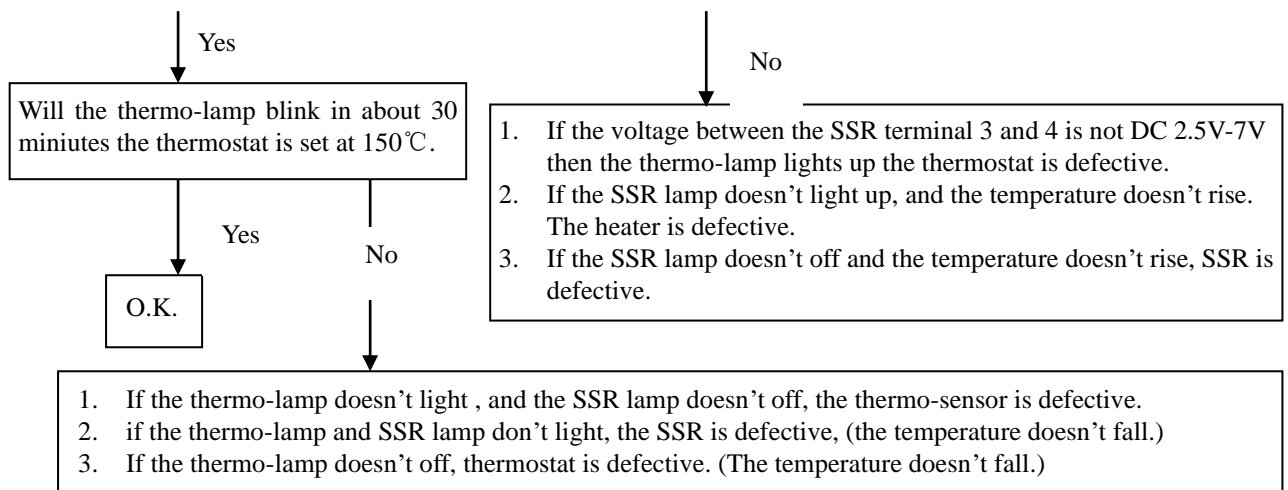 Yes
No
Will the thermo-lamp blink in about 30
miniutes the thermostat is set at 150℃.
1. If the voltage between the SSR terminal 3 and 4 is not DC 2.5V-7V
then the thermo-lamp lights up the thermostat is defective.
2. If the SSR lamp doesn’t light up, and the temperature doesn’t rise.
The heater is defective.
3. If the SSR lamp doesn’t off and the temperature doesn’t rise, SSR is
defective.
Yes
No
O.K.
1. If the thermo-lamp doesn’t light , and the SSR lamp doesn’t off, the thermo-sensor is defective.
2. if the thermo-lamp and SSR lamp don’t light, the SSR is defective, (the temperature doesn’t fall.)
3. If the thermo-lamp doesn’t off, thermostat is defective. (The temperature doesn’t fall.)